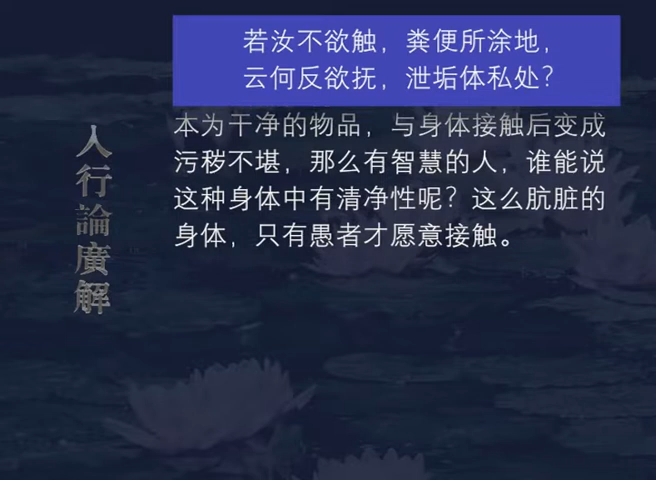 若汝不欲触，粪便所涂地，
云何反欲抚，泄垢体私处？
本为干净的物品，与身体接触后变成
污秽不堪，那么有智慧的人，谁能说
这种身体中有清净性呢？这么肮脏的
身体，只有愚者才愿意接触。
入行論廣解